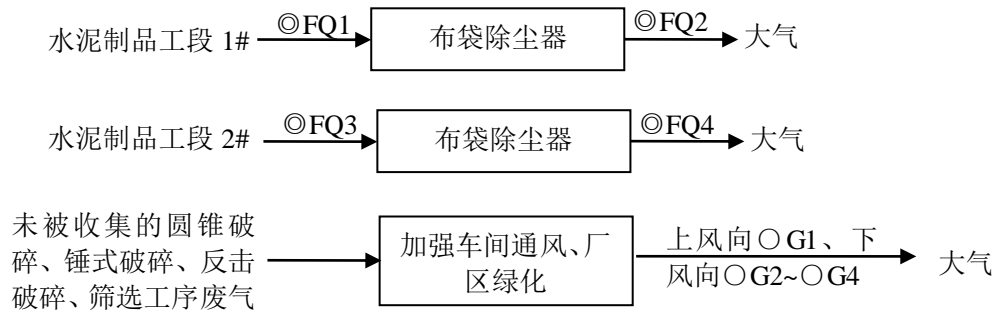 水泥制品工段 1# ◎FQ1 布袋除尘器 ◎FQ2 大气
水泥制品工段 2# ◎FQ3 布袋除尘器 ◎FQ4 大气
未被收集的圆锥破
碎、锤式破碎、反击
破碎、筛选工序废气
加强车间通风、厂
区绿化
上风向○G1、下
风向○G2~○G4
大气